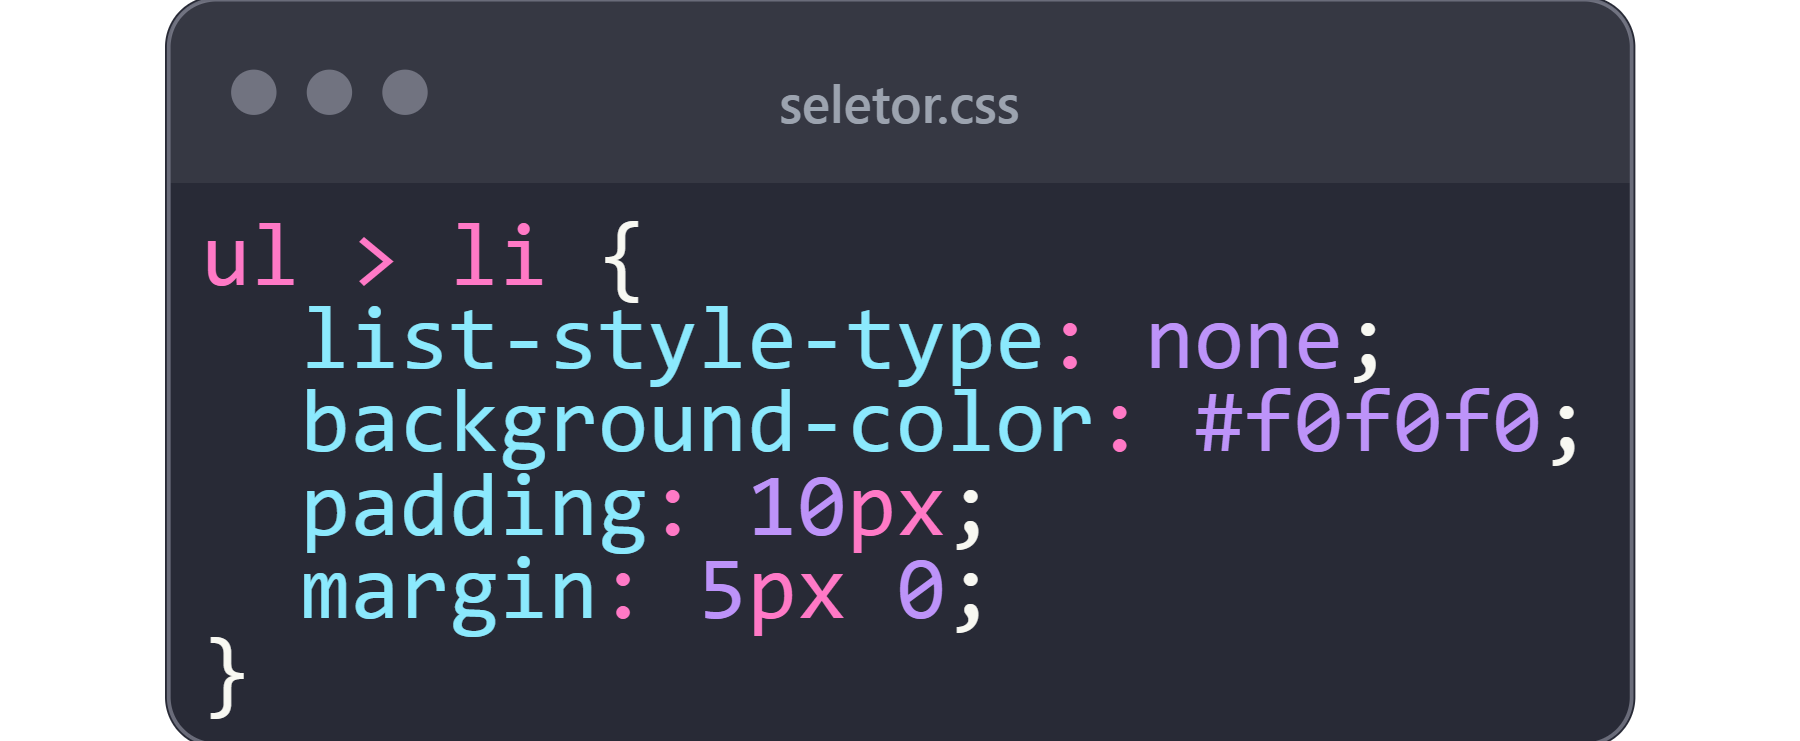 seletor.css
ul > li {
  list-style-type: none;
  background-color: #f0f0f0;
  padding: 10px;
  margin: 5px 0;
}